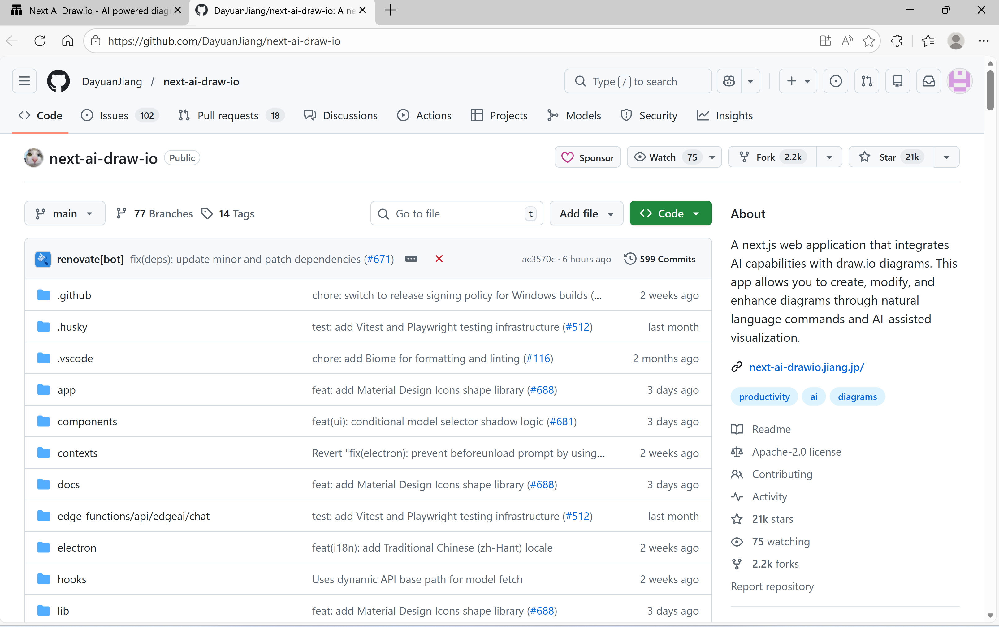 Next AI Draw.io - AI powered diag
DayuanJiang/next-ai-draw-io: A ne
https://github.com/DayuanJiang/next-ai-draw-io
DayuanJiang / next-ai-draw-io
Type / to search
Code
Issues 102
Pull requests 18
Discussions
Actions
Projects
Models
Security
Insights
next-ai-draw-io Public
Sponsor
Watch 75
Fork 2.2k
Star 21k
main
77 Branches
14 Tags
Go to file t
Add file
Code
renovate[bot] fix(deps): update minor and patch dependencies (#671)
ac3570c · 6 hours ago
599 Commits
.github chore: switch to release signing policy for Windows builds (... 2 weeks ago
.husky test: add Vitest and Playwright testing infrastructure (#512) last month
.vscode chore: add Biome for formatting and linting (#116) 2 months ago
app feat: add Material Design Icons shape library (#688) 3 days ago
components feat(ui): conditional model selector shadow logic (#681) 3 days ago
contexts Revert "fix(electron): prevent beforeunload prompt by using... 2 weeks ago
docs feat: add Material Design Icons shape library (#688) 3 days ago
edge-functions/api/edgeai/chat test: add Vitest and Playwright testing infrastructure (#512) last month
electron feat(i18n): add Traditional Chinese (zh-Hant) locale 2 weeks ago
hooks Uses dynamic API base path for model fetch 2 weeks ago
lib feat: add Material Design Icons shape library (#688) 3 days ago
About
A next.js web application that integrates
AI capabilities with draw.io diagrams. This
app allows you to create, modify, and
enhance diagrams through natural
language commands and AI-assisted
visualization.
next-ai-drawio.jiang.jp/
productivity ai diagrams
Readme
Apache-2.0 license
Contributing
Activity
21k stars
75 watching
2.2k forks
Report repository